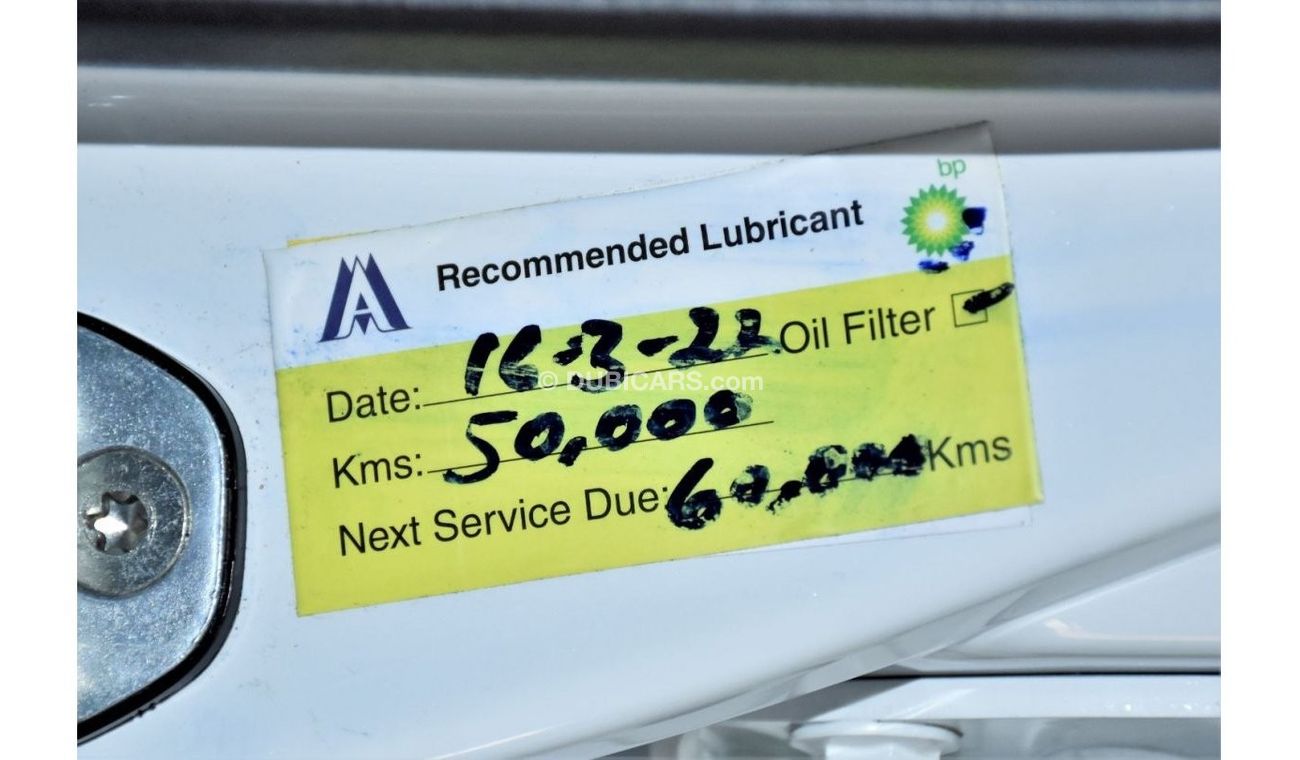 bp
Recommended Lubricant
Date: 16-3-22 Oil Filter
© DUBICARS.com
Kms: 50,000
Next Service Due: 60,000 Kms